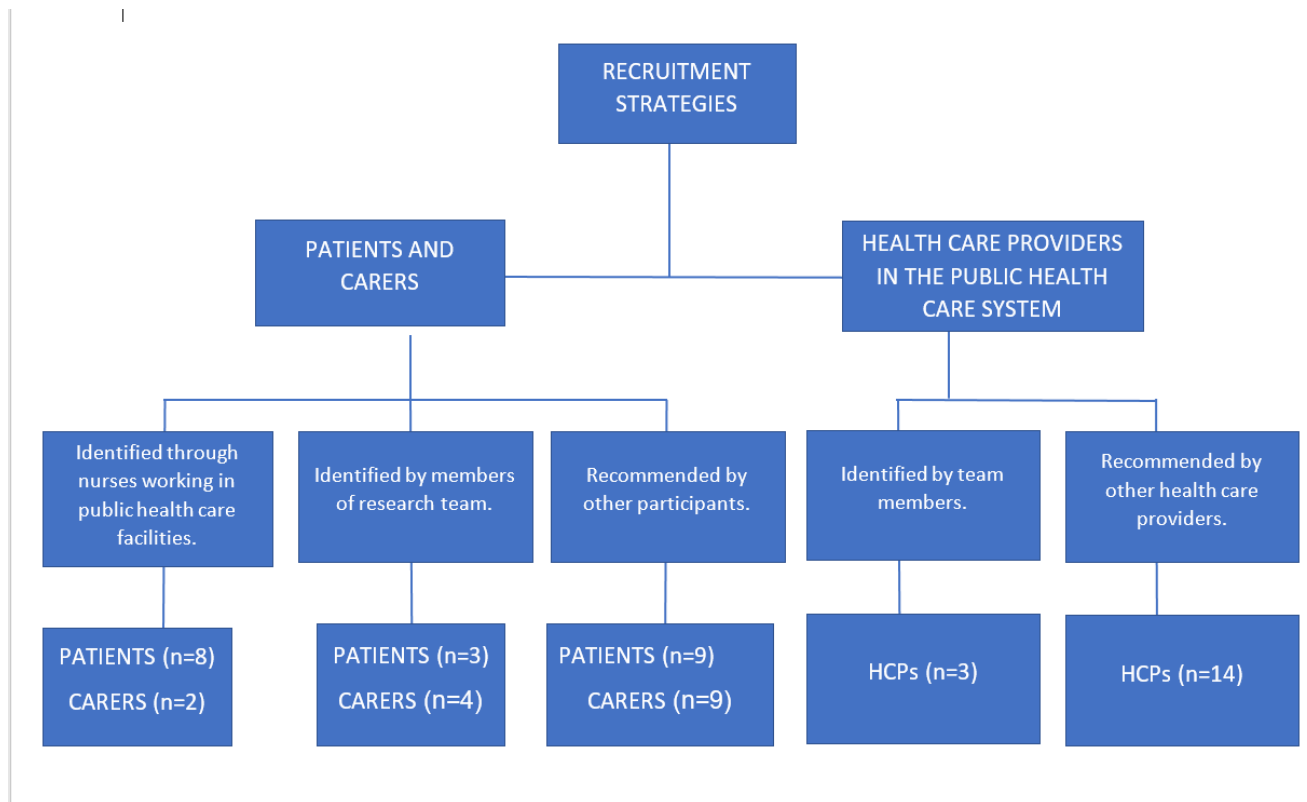 RECRUITMENT
STRATEGIES
PATIENTS AND
CARERS
HEALTH CARE PROVIDERS
IN THE PUBLIC HEALTH
CARE SYSTEM
Identified through
nurses working in
public health care
facilities.
Identified by members
of research team.
Recommended by
other participants.
Identified by team
members.
Recommended by
other health care
providers.
PATIENTS (n=8)
CARERS (n=2)
PATIENTS (n=3)
CARERS (n=4)
PATIENTS (n=9)
CARERS (n=9)
HCPs (n=3)
HCPs (n=14)